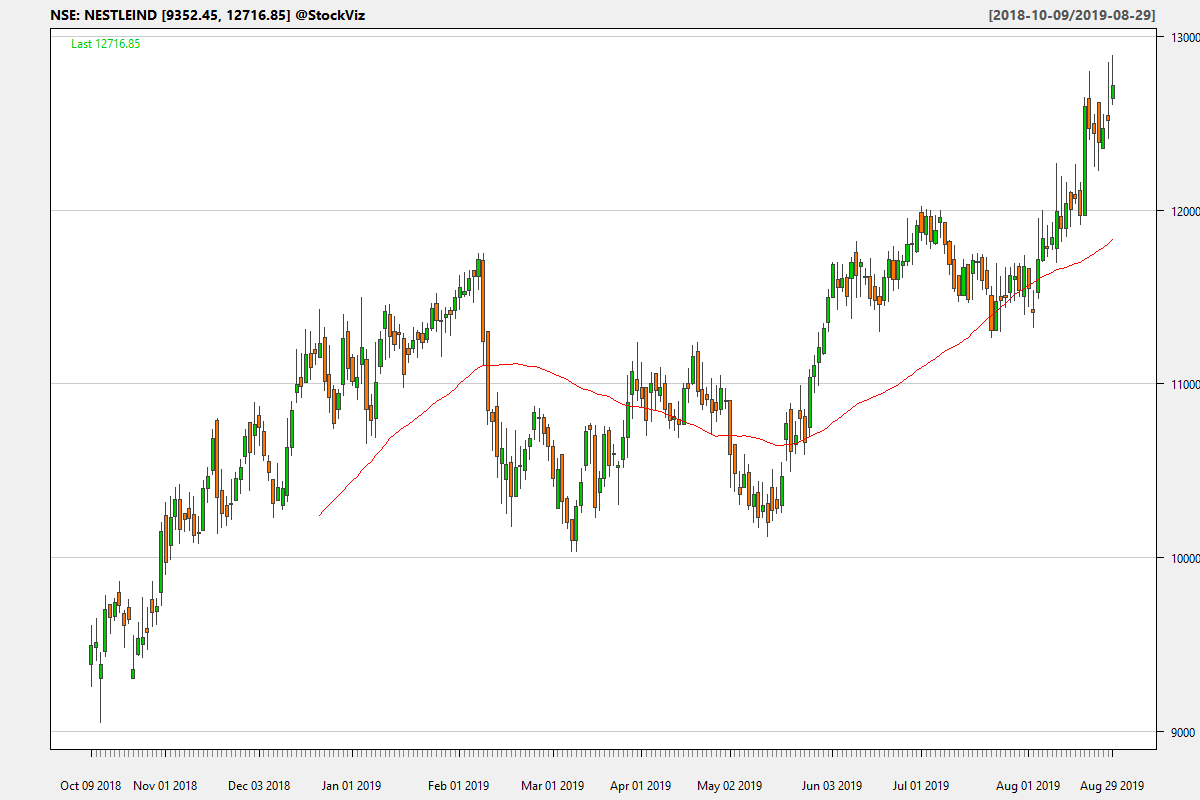 NSE: NESTLEIND [9352.45, 12716.85] @StockViz
[2018-10-09/2019-08-29]
Last 12716.85
13000
12000
11000
10000
9000
Oct 09 2018 Nov 01 2018 Dec 03 2018 Jan 01 2019 Feb 01 2019 Mar 01 2019 Apr 01 2019 May 02 2019 Jun 03 2019 Jul 01 2019 Aug 01 2019 Aug 29 2019